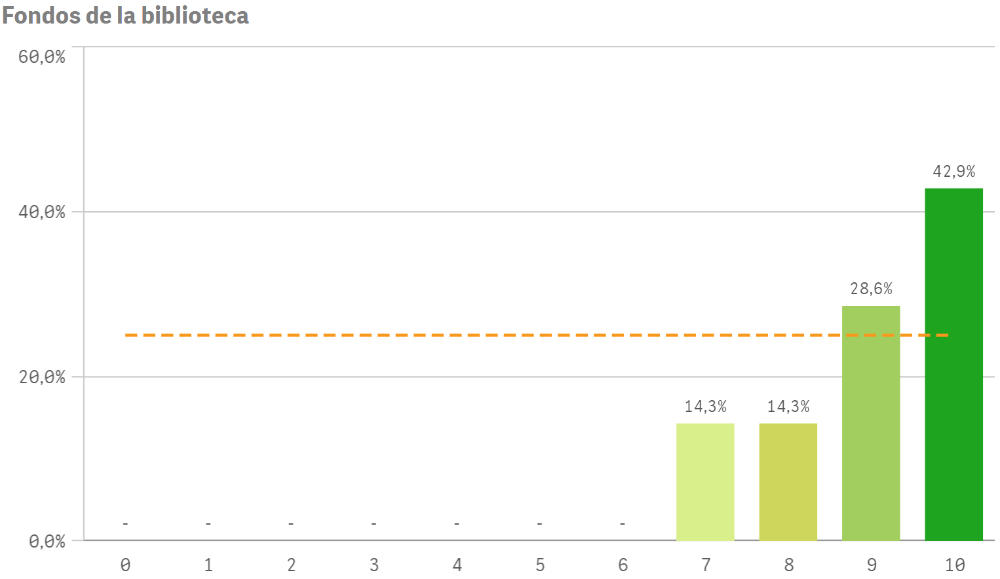 Fondos de la biblioteca
60,0%
40,0%
20,0%
0,0%
- - - - - - - 14,3% 14,3% 28,6% 42,9%
0 1 2 3 4 5 6 7 8 9 10